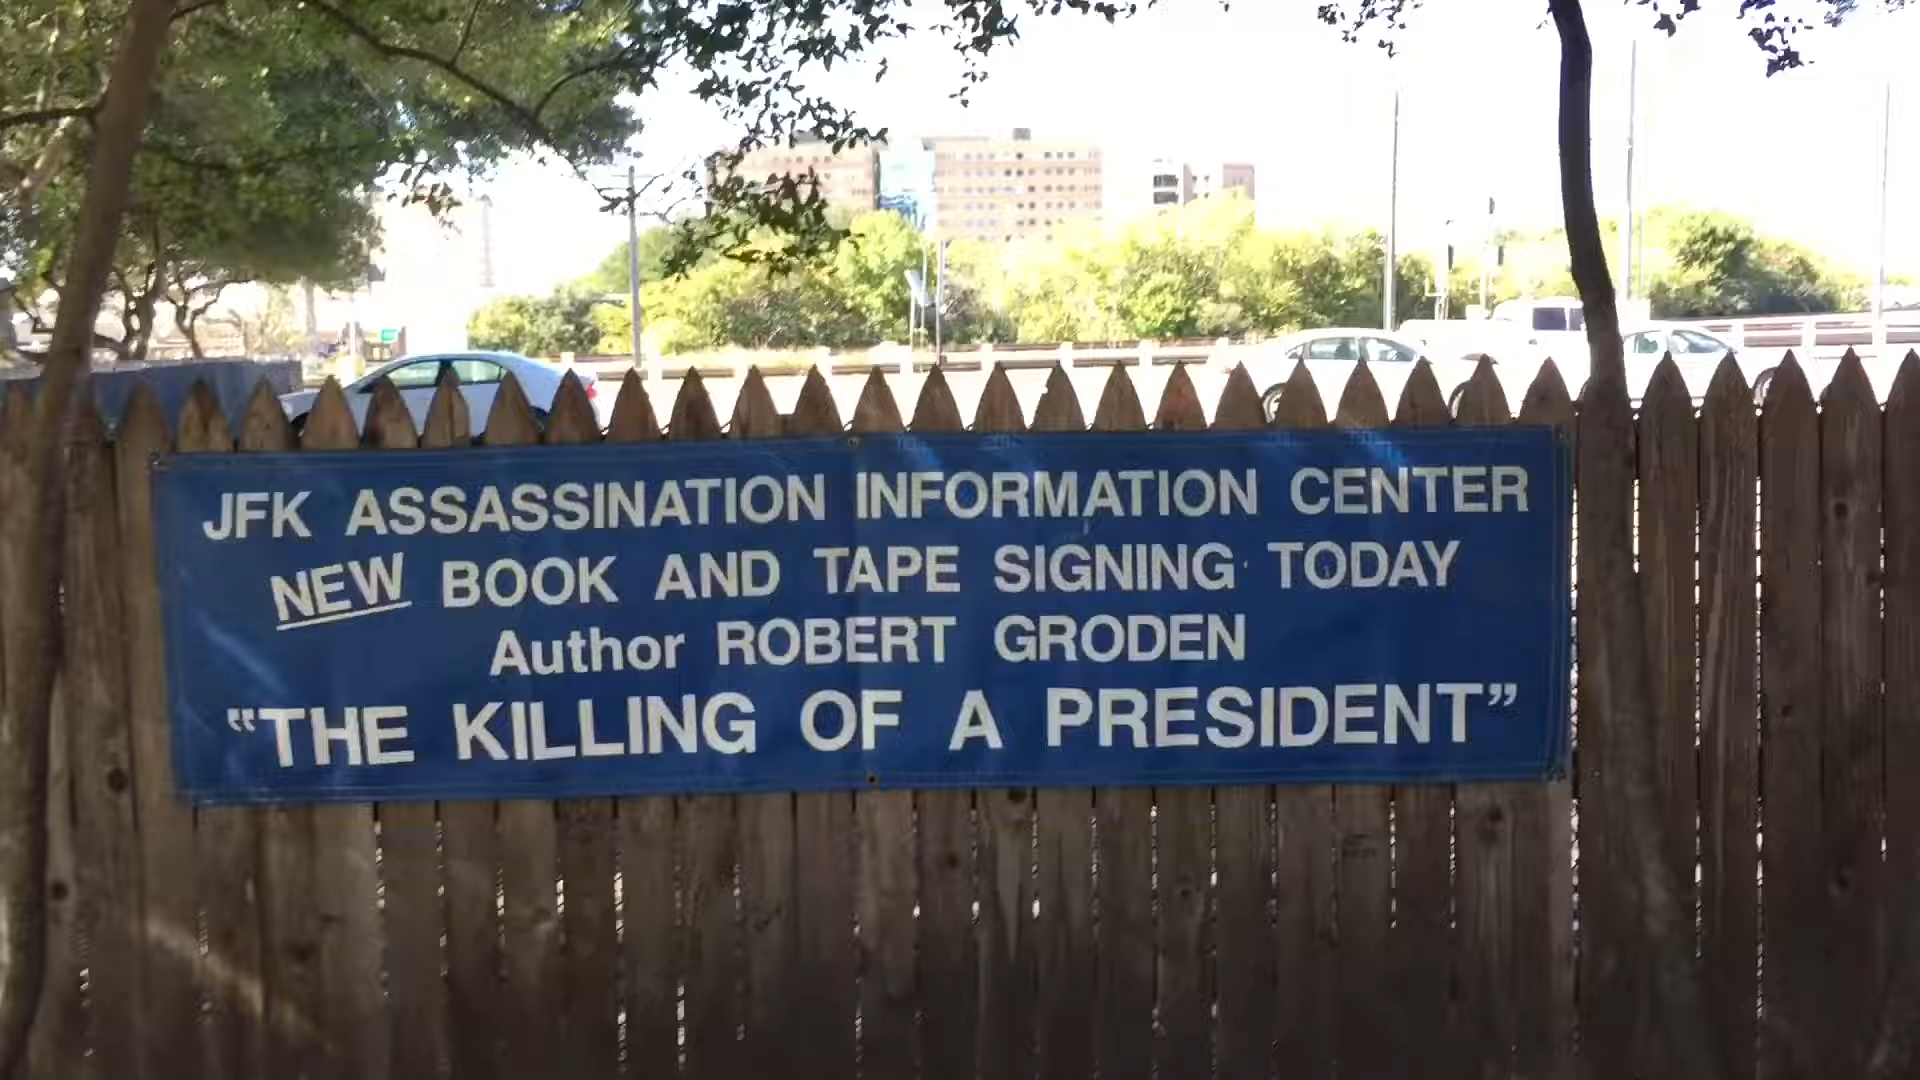 JFK ASSASSINATION INFORMATION CENTER
NEW BOOK AND TAPE SIGNING TODAY
Author ROBERT GRODEN
“THE KILLING OF A PRESIDENT”